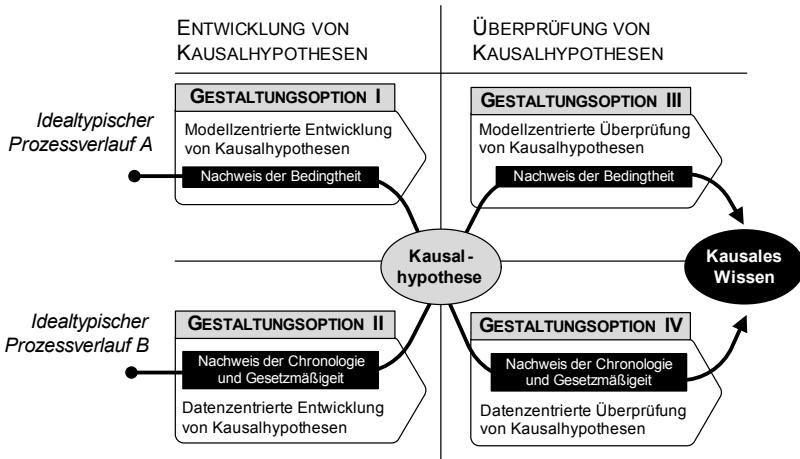 ENTWICKLUNG VON
KAUSALHYPOTHESEN
ÜBERPRÜFUNG VON
KAUSALHYPOTHESEN
Idealtypischer
Prozessverlauf A
GESTALTUNGSOPTION I
Modellzentrierte Entwicklung
von Kausalhypothesen
Nachweis der Bedingtheit
GESTALTUNGSOPTION III
Modellzentrierte Überprüfung
von Kausalhypothesen
Nachweis der Bedingtheit
Kausal-
hypothese
Kausales
Wissen
Idealtypischer
Prozessverlauf B
GESTALTUNGSOPTION II
Nachweis der Chronologie
und Gesetzmäßigeit
Datenzentrierte Entwicklung
von Kausalhypothesen
GESTALTUNGSOPTION IV
Nachweis der Chronologie
und Gesetzmäßigeit
Datenzentrierte Überprüfung
von Kausalhypothesen